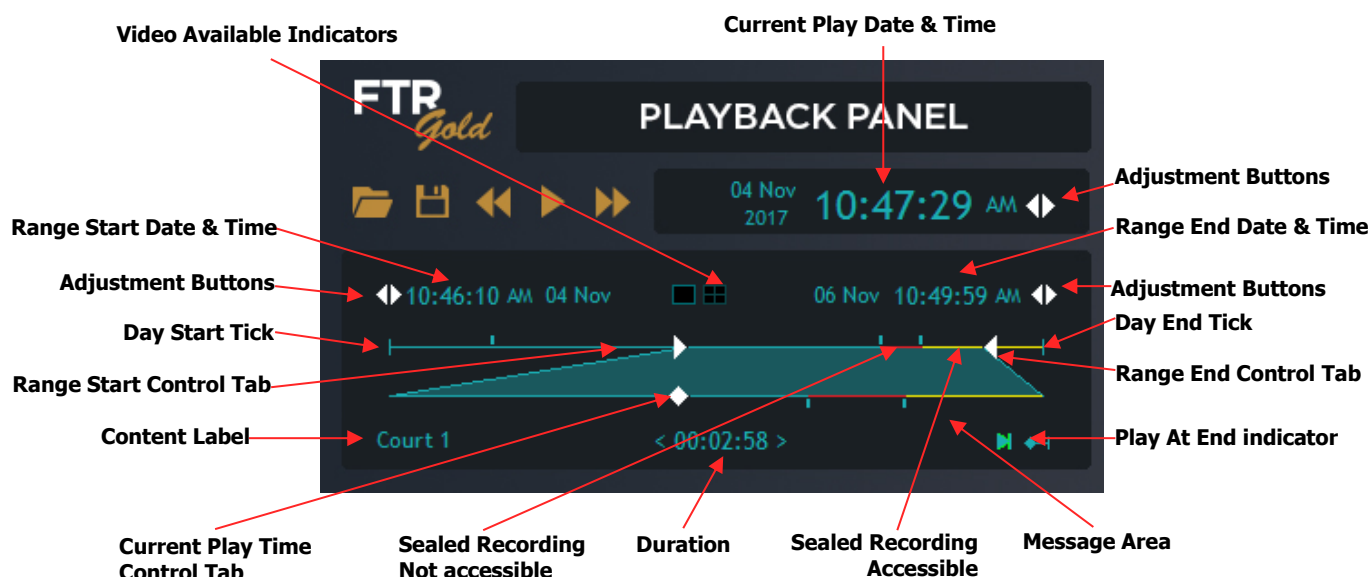 Current Play Date & Time
Video Available Indicators
FTR
Gold
PLAYBACK PANEL
04 Nov
2017
10:47:29 AM
Adjustment Buttons
Range Start Date & Time
Range End Date & Time
Adjustment Buttons
10:46:10 AM 04 Nov
06 Nov 10:49:59 AM
Adjustment Buttons
Day Start Tick
Day End Tick
Range Start Control Tab
Range End Control Tab
Content Label
Court 1
< 00:02:58 >
Play At End indicator
Current Play Time
Control Tab
Sealed Recording
Not accessible
Duration
Sealed Recording
Accessible
Message Area